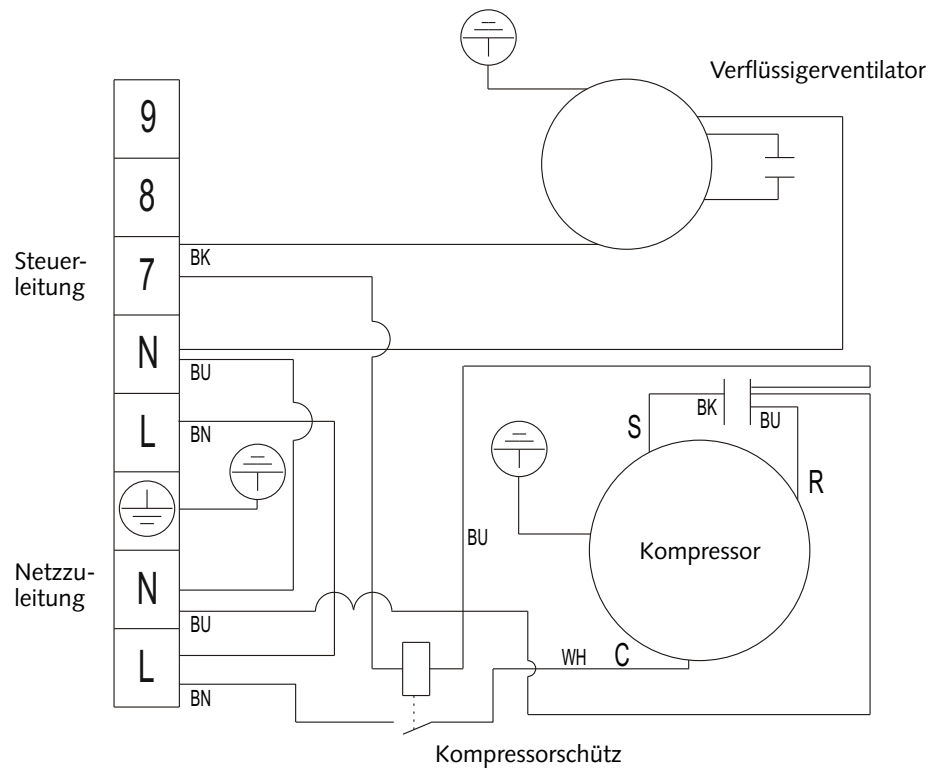 Verflüssigerventilator
9
8
Steuer-
leitung
7
BK
N
BU
L
BN
S
BK
BU
R
BU
Kompressor
Netzzu-
leitung
N
BU
L
BN
WH
C
Kompressorschütz